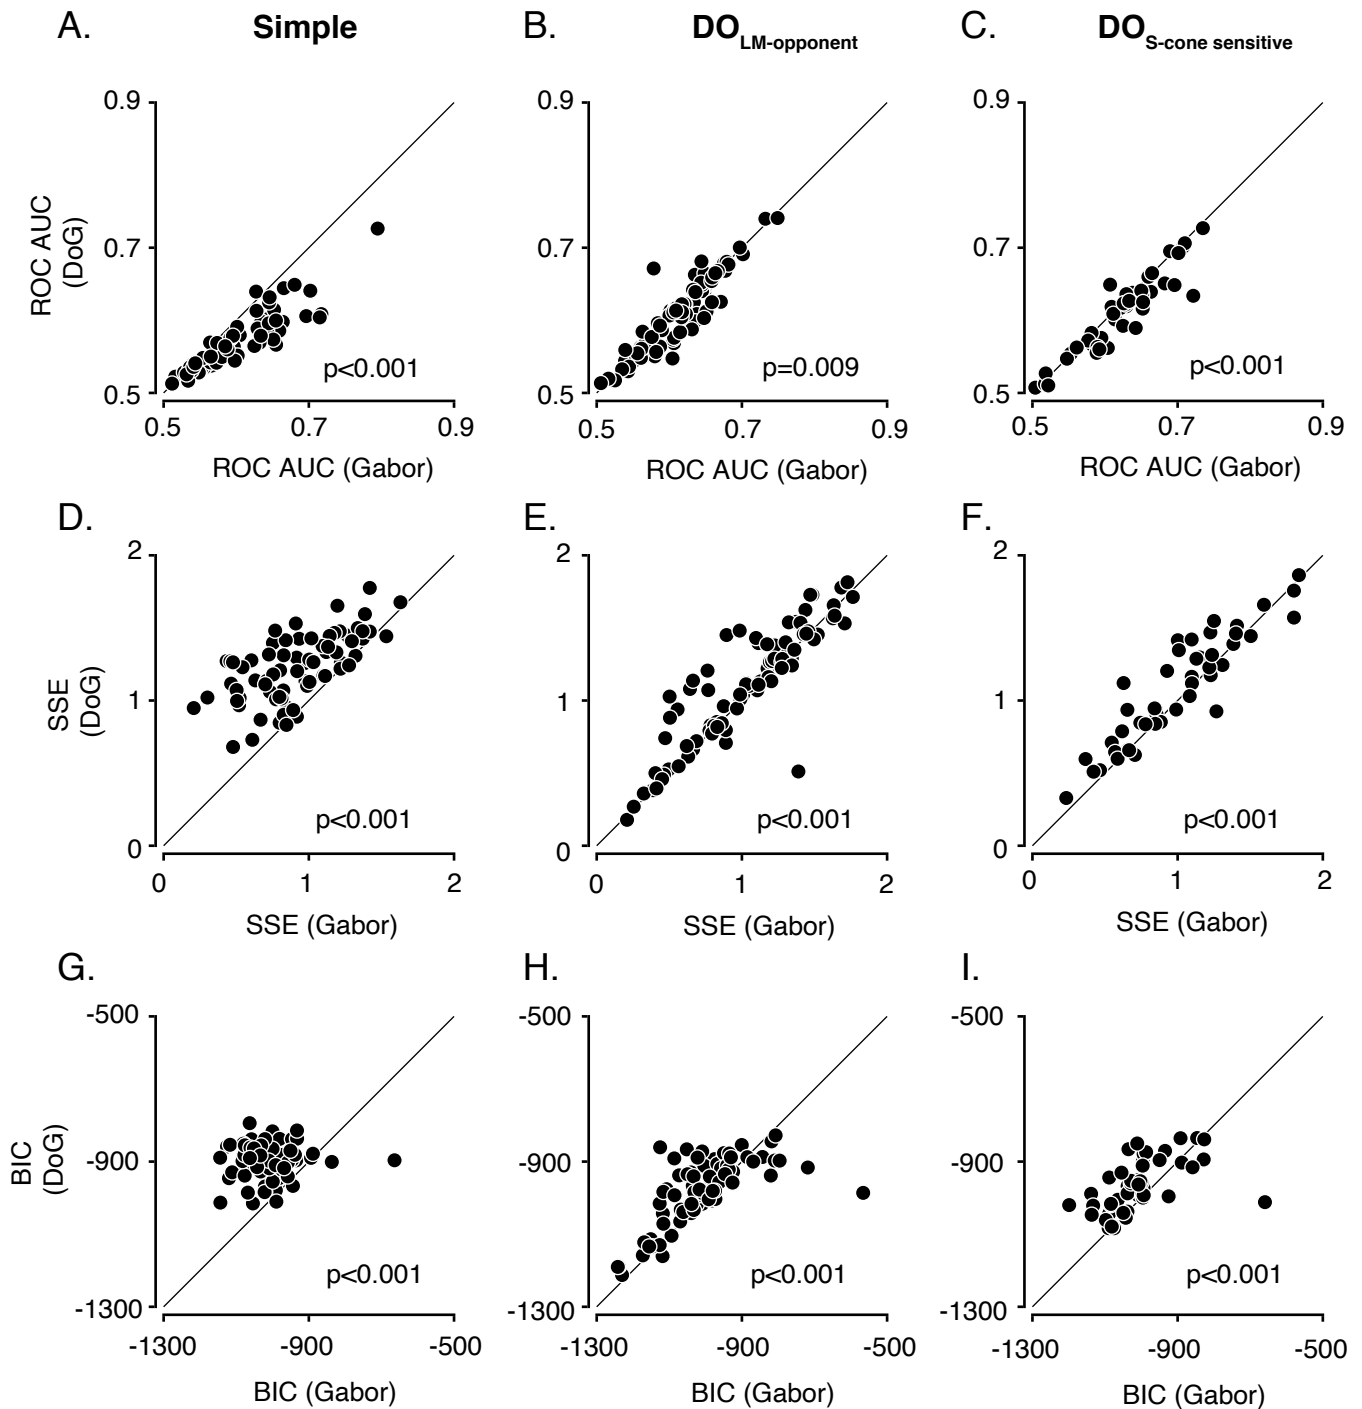 A.
Simple
B.
DO LM-opponent
C.
DO S-cone sensitive
0.9
0.7
0.5
ROC AUC
(DoG)
p<0.001
0.5
0.7
0.9
ROC AUC (Gabor)
0.9
0.7
0.5
p=0.009
0.5
0.7
0.9
ROC AUC (Gabor)
0.9
0.7
0.5
p<0.001
0.5
0.7
0.9
ROC AUC (Gabor)
D.
2
1
0
SSE
(DoG)
p<0.001
0
1
2
SSE (Gabor)
E.
2
1
0
p<0.001
0
1
2
SSE (Gabor)
F.
2
1
0
p<0.001
0
1
2
SSE (Gabor)
G.
-500
-900
-1300
BIC
(DoG)
p<0.001
-1300
-900
-500
BIC (Gabor)
H.
-500
-900
-1300
p<0.001
-1300
-900
-500
BIC (Gabor)
I.
-500
-900
-1300
p<0.001
-1300
-900
-500
BIC (Gabor)